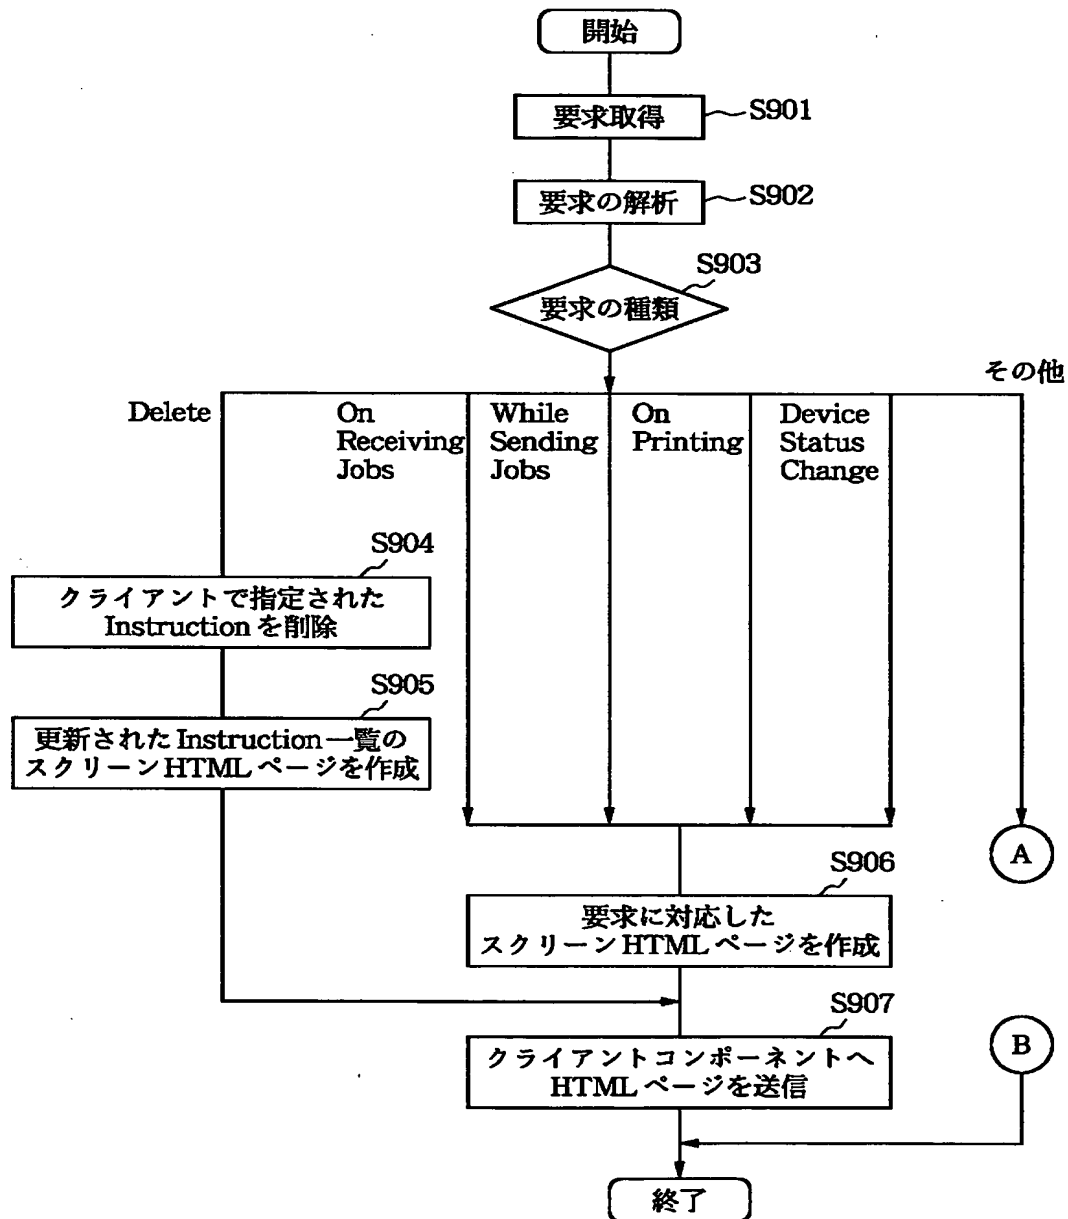 開始
要求取得
S901
要求の解析
S902
S903
要求の種類
その他
Delete
On
Receiving
Jobs
While
Sending
Jobs
On
Printing
Device
Status
Change
S904
クライアントで指定された
Instructionを削除
S905
更新されたInstruction一覧の
スクリーンHTMLページを作成
A
S906
要求に対応した
スクリーンHTMLページを作成
S907
クライアントコンポーネントへ
HTMLページを送信
B
終了